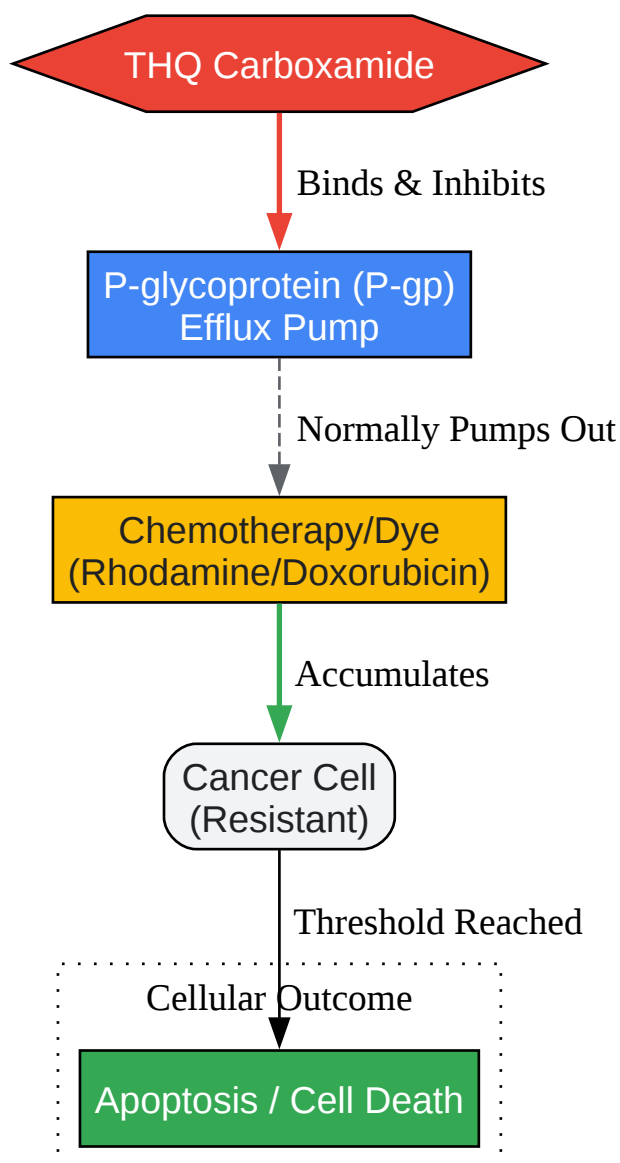 THQ Carboxamide
Binds & Inhibits
P-glycoprotein (P-gp)
Efflux Pump
Normally Pumps Out
Chemotherapy/Dye
(Rhodamine/Doxorubicin)
Accumulates
Cancer Cell
(Resistant)
Threshold Reached
Cellular Outcome
Apoptosis / Cell Death